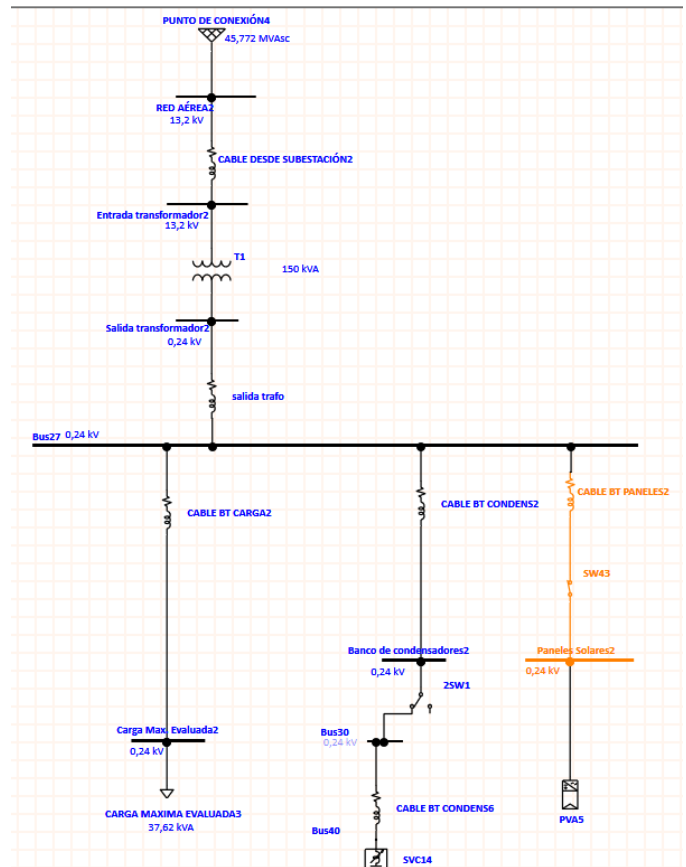 PUNTO DE CONEXIÓN4
45,772 MVAsc
RED AÉREA2
13,2 kV
CABLE DESDE SUBESTACIÓN2
Entrada transformador2
13,2 kV
T1
150 kVA
Salida transformador2
0,24 kV
salida trafo
Bus27 0,24 kV
CABLE BT CARGA2
CABLE BT CONDENS2
CABLE BT PANELES2
SW43
Banco de condensadores2
0,24 kV
Paneles Solares2
0,24 kV
2SW1
Carga Max. Evaluada2
0,24 kV
Bus30
0,24 kV
CARGA MAXIMA EVALUADA3
37,62 kVA
CABLE BT CONDENS6
PVA5
Bus40
SVC14